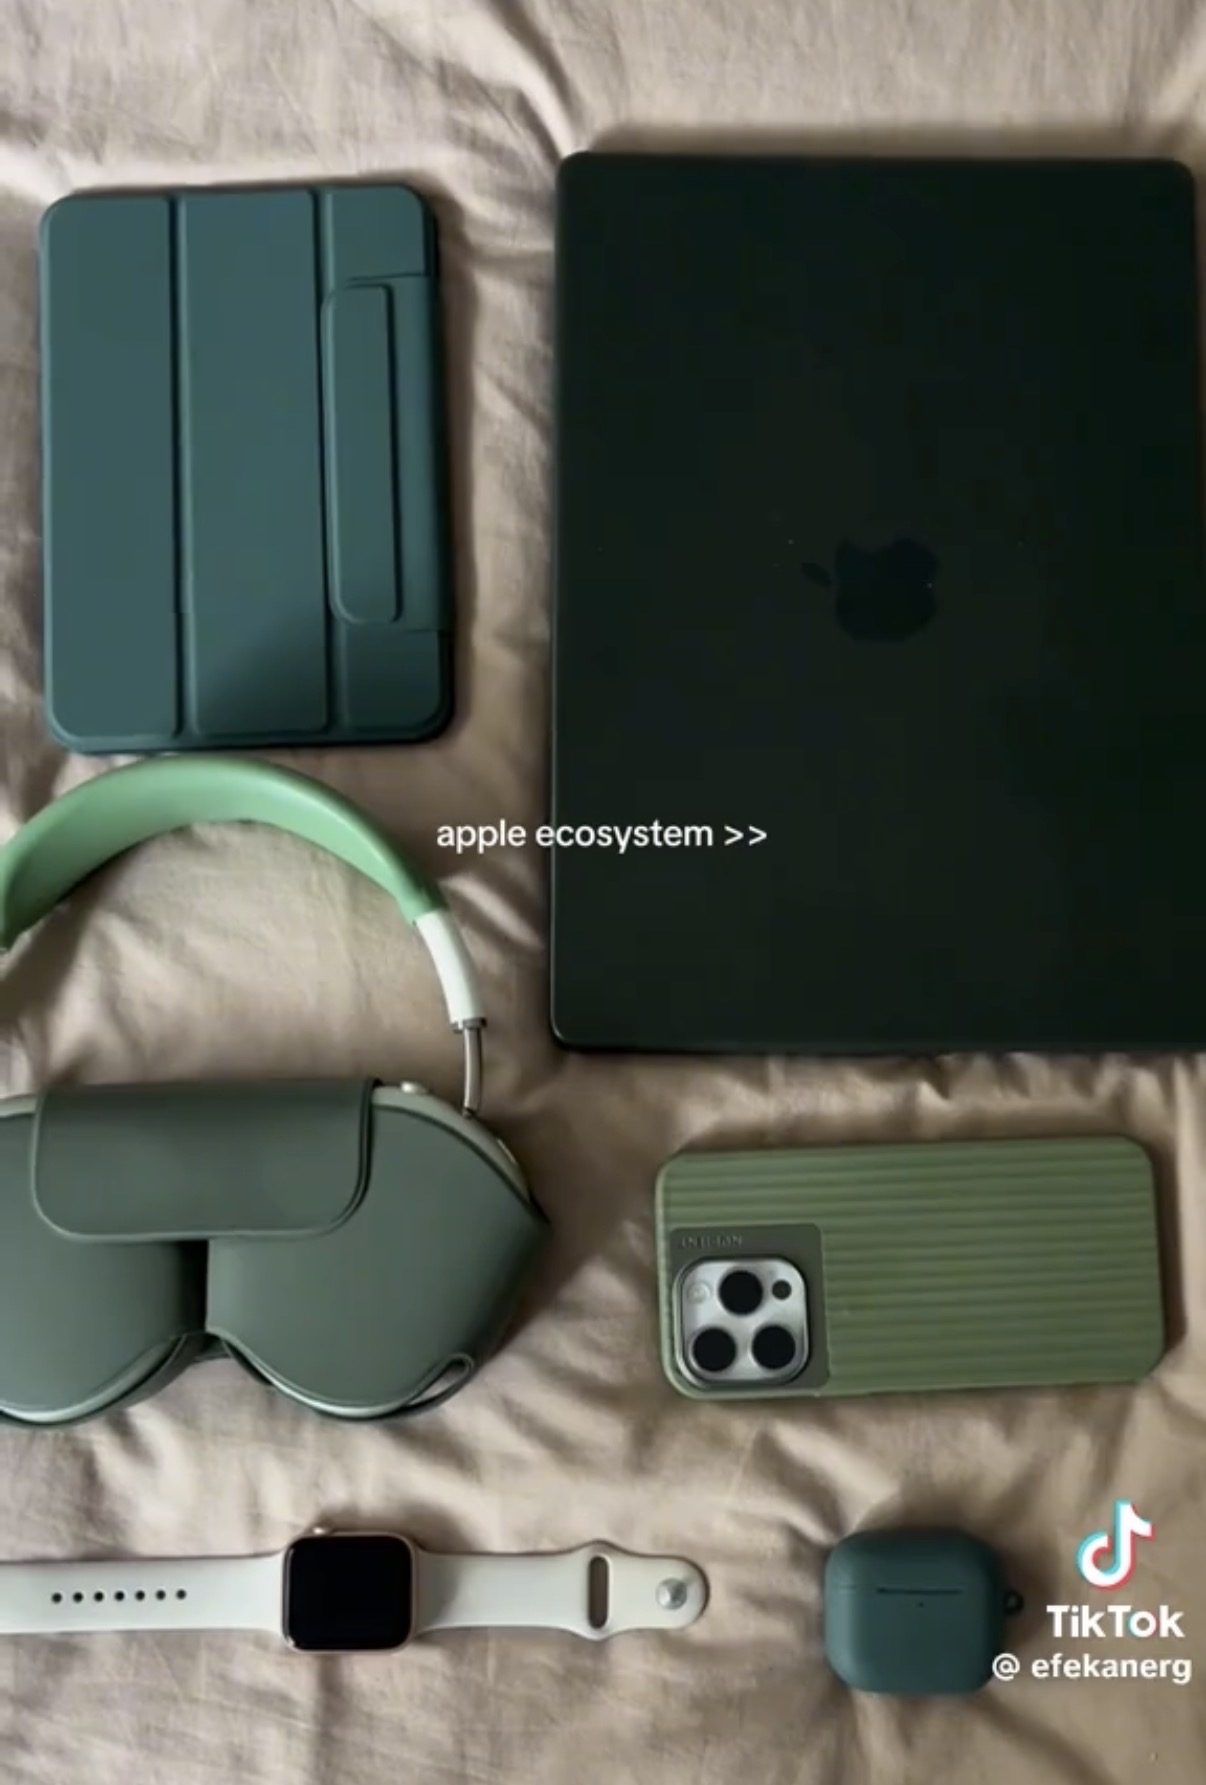 apple ecosystem >>
TikTok
@ efekanerg